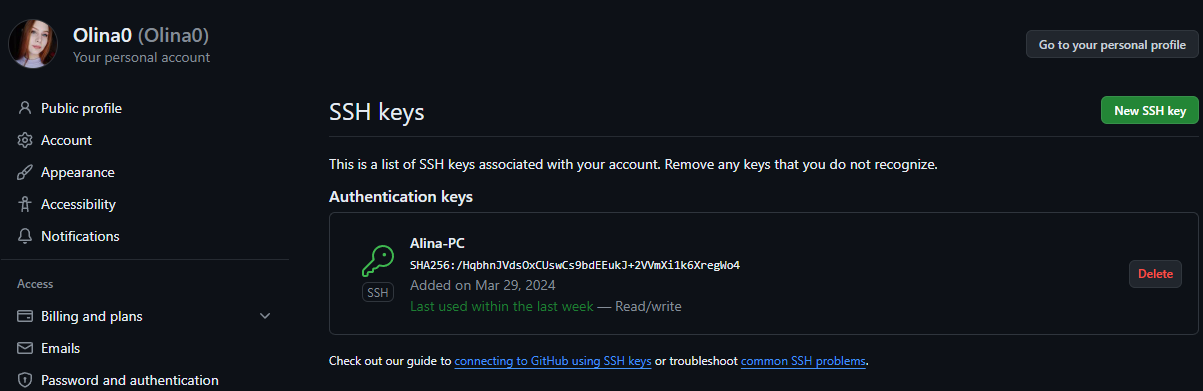 Olina0 (Olina0)
Your personal account
Go to your personal profile
Public profile
Account
Appearance
Accessibility
Notifications
Access
Billing and plans
Emails
Password and authentication
SSH keys
New SSH key
This is a list of SSH keys associated with your account. Remove any keys that you do not recognize.
Authentication keys
Alina-PC
SHA256:/HqbhnJVdsOxCUswCs9bdEEukJ+2VVmXi1k6XregWo4
SSH
Added on Mar 29, 2024
Last used within the last week — Read/write
Delete
Check out our guide to connecting to GitHub using SSH keys or troubleshoot common SSH problems.